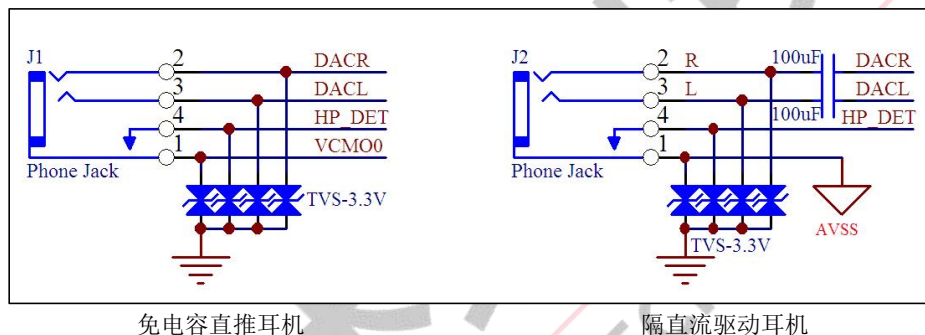 J1
2
DACR
3
DACL
4
HP_DET
1
VCMO0
Phone Jack
TVS-3.3V
J2
2
R
100uF
DACR
3
L
DACL
100uF
4
HP_DET
1
Phone Jack
TVS-3.3V
AVSS
免电容直推耳机
隔直流驱动耳机